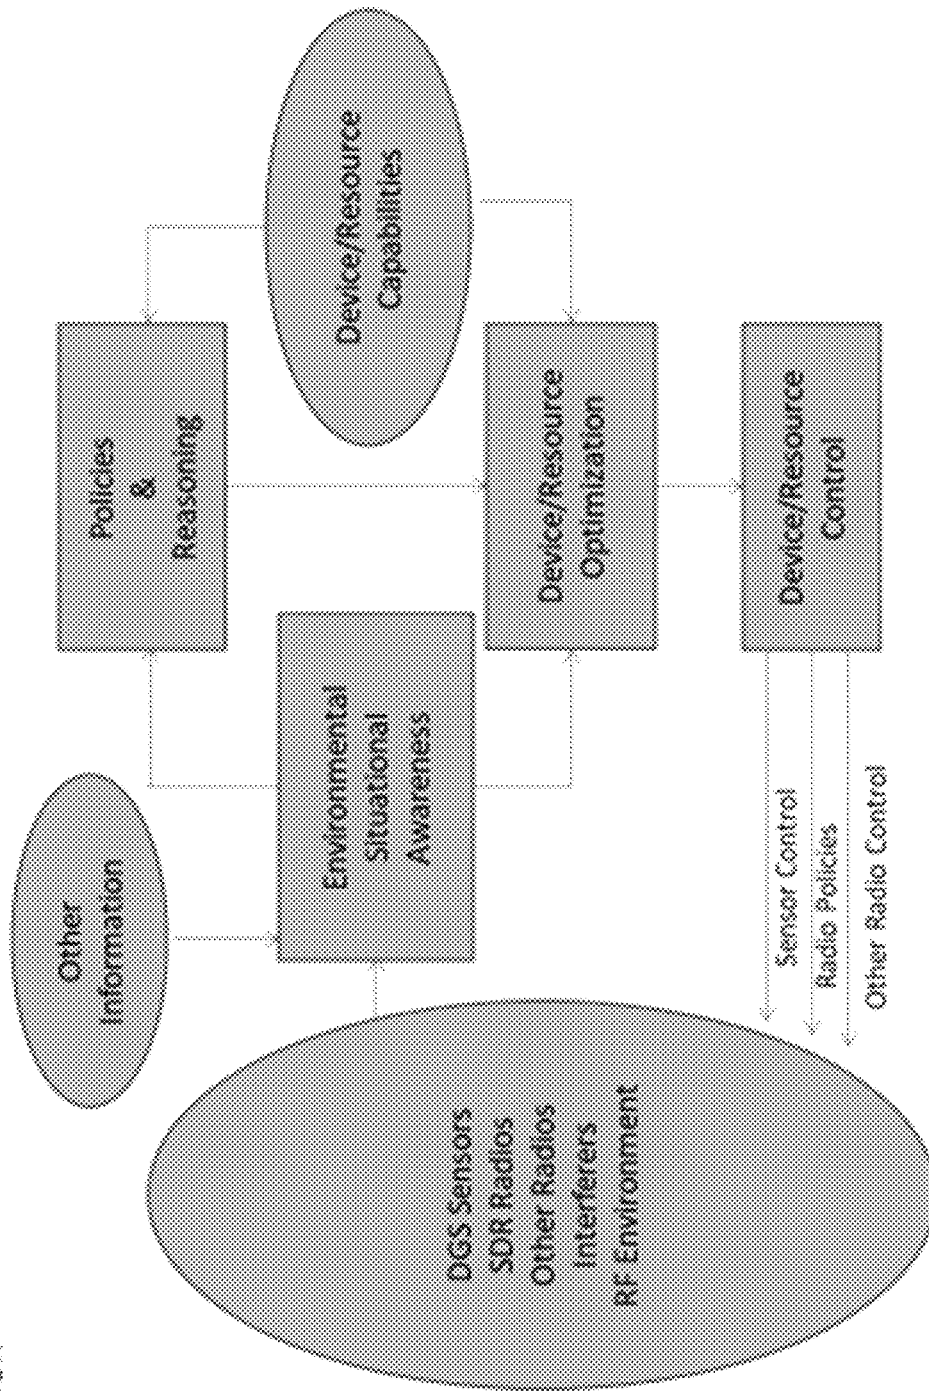 Other
Information
Policies
&
Reasoning
Device/Resource
Capabilities
Environmental
Situational
Awareness
Device/Resource
Optimization
Device/Resource
Control
DGS Sensors
SDR Radios
Other Radios
Interferers
RF Environment
Sensor Control
Radio Policies
Other Radio Control